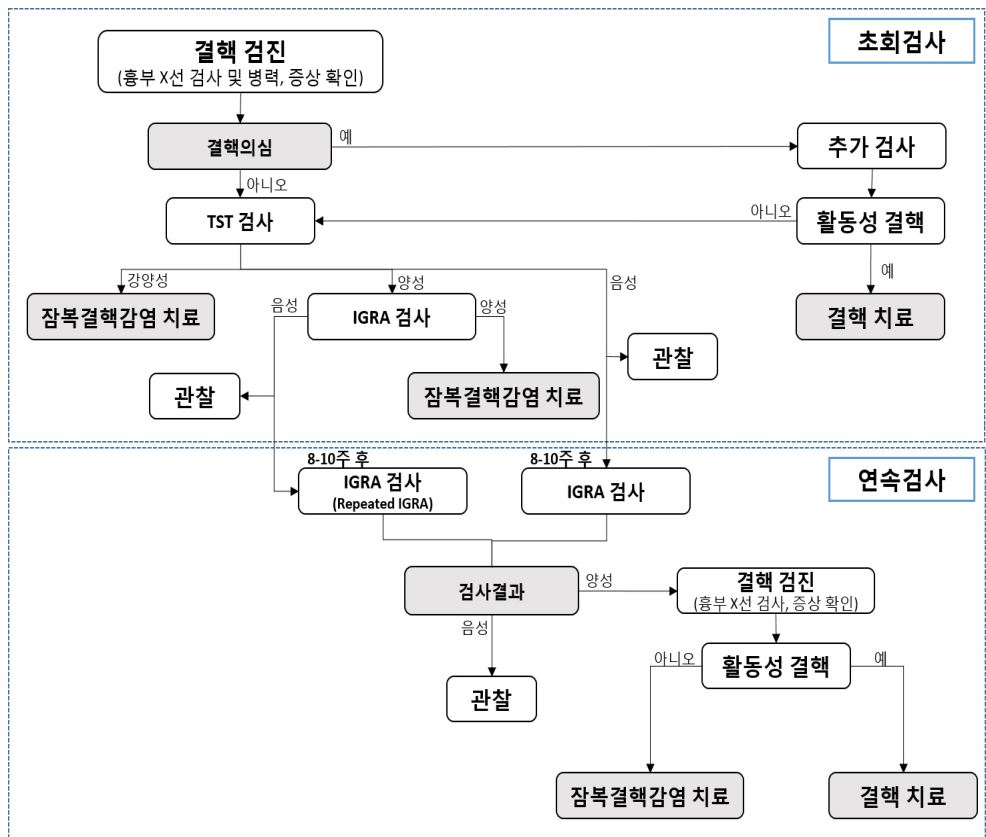 초회검사
결핵 검진
(흉부 X선 검사 및 병력, 증상 확인)
결핵의심
예
추가 검사
아니오
TST 검사
아니오
활동성 결핵
예
강양성
양성
음성
잠복결핵감염 치료
음성
IGRA 검사
양성
결핵 치료
관찰
관찰
잠복결핵감염 치료
연속검사
8-10주 후
IGRA 검사
(Repeated IGRA)
8-10주 후
IGRA 검사
검사결과
양성
결핵 검진
(흉부 X선 검사, 증상 확인)
음성
관찰
아니오
활동성 결핵
예
잠복결핵감염 치료
결핵 치료